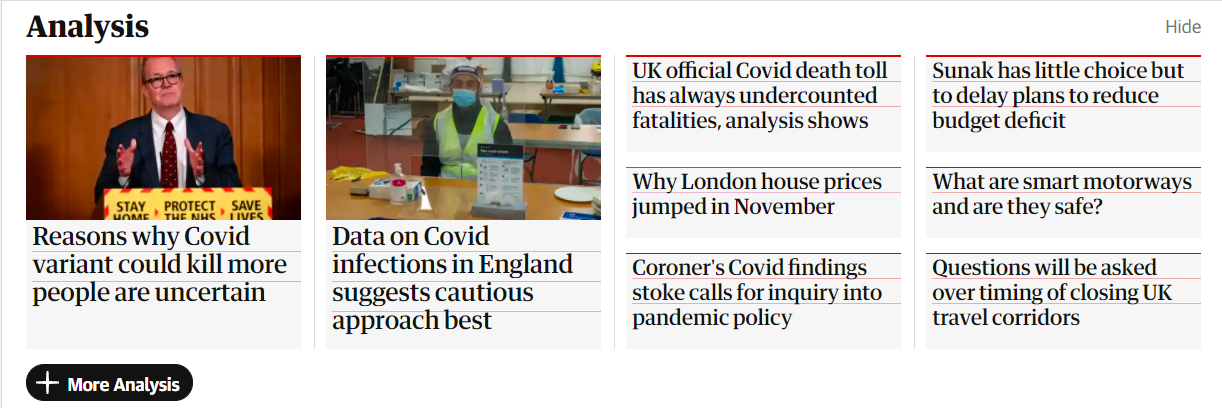 Analysis
Hide
STAY HOME
PROTECT THE NHS
SAVE LIVES
Reasons why Covid
variant could kill more
people are uncertain
Data on Covid
infections in England
suggests cautious
approach best
UK official Covid death toll
has always undercounted
fatalities, analysis shows
Why London house prices
jumped in November
Coroner's Covid findings
stoke calls for inquiry into
pandemic policy
Sunak has little choice but
to delay plans to reduce
budget deficit
What are smart motorways
and are they safe?
Questions will be asked
over timing of closing UK
travel corridors
More Analysis